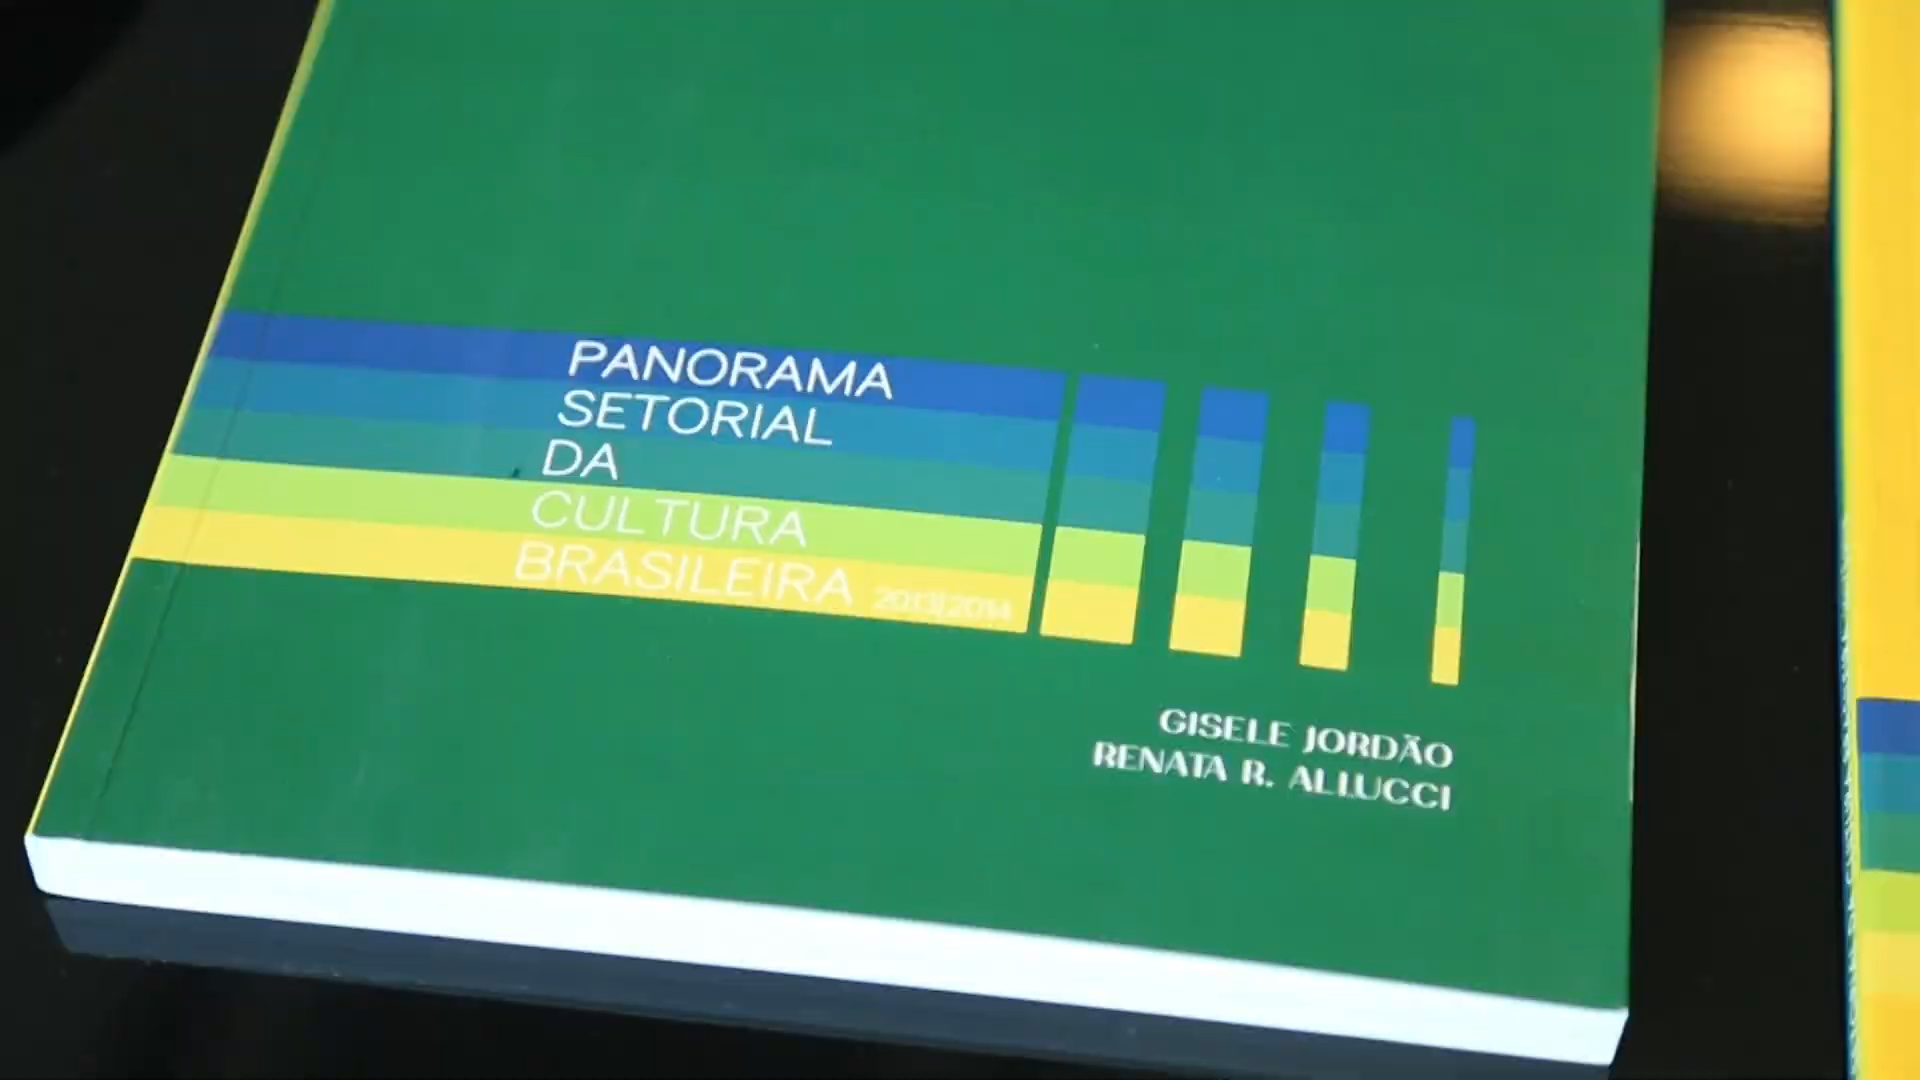 PANORAMA
SETORIAL
DA
CULTURA
BRASILEIRA 2013|2014
GISELE JORDÃO
RENATA R. ALLUCCI